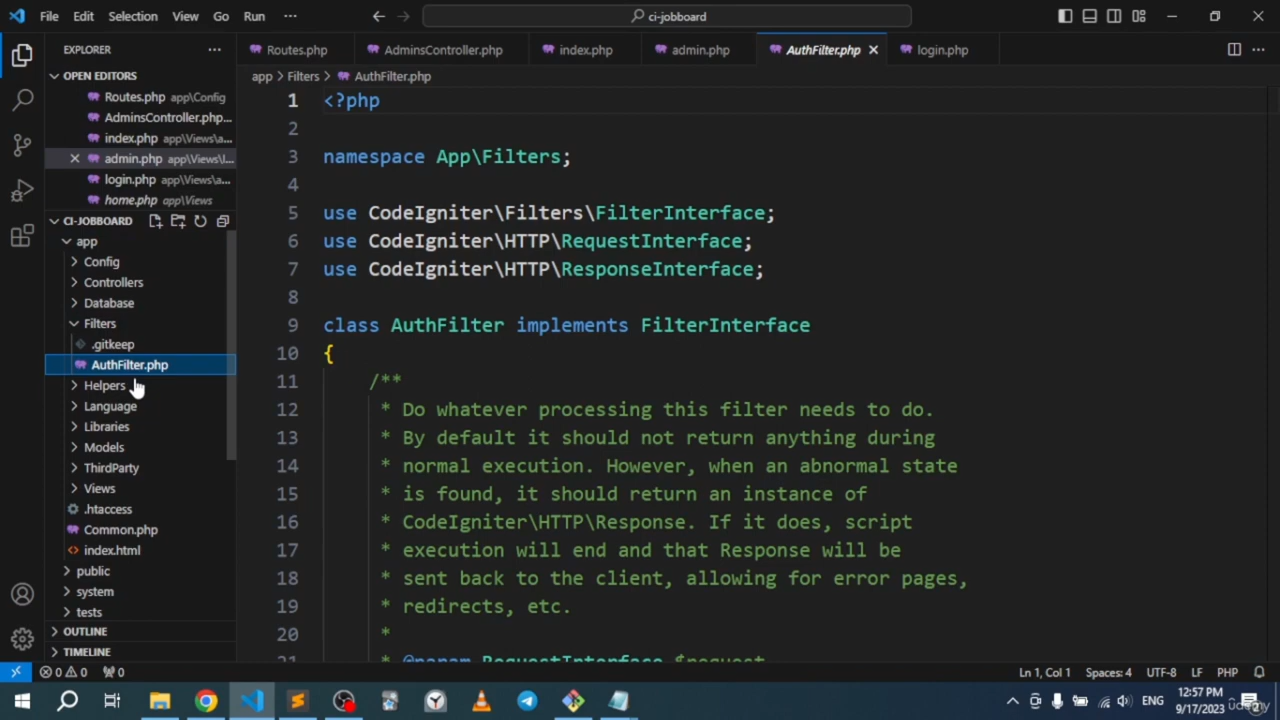 File Edit Selection View Go Run ···
ci-jobboard
EXPLORER ···
Routes.php
AdminsController.php
index.php
admin.php
AuthFilter.php
login.php
OPEN EDITORS
Routes.php app\Config
AdminsController.php...
index.php app\Views\a...
admin.php app\Views\l...
login.php app\Views\a...
home.php app\Views
CI-JOBBOARD
app
Config
Controllers
Database
Filters
.gitkeep
AuthFilter.php
Helpers
Language
Libraries
Models
ThirdParty
Views
.htaccess
Common.php
index.html
public
system
tests
OUTLINE
TIMELINE
app > Filters > AuthFilter.php
1 <?php
2
3 namespace App\Filters;
4
5 use CodeIgniter\Filters\FilterInterface;
6 use CodeIgniter\HTTP\RequestInterface;
7 use CodeIgniter\HTTP\ResponseInterface;
8
9 class AuthFilter implements FilterInterface
10 {
11 /**
12 * Do whatever processing this filter needs to do.
13 * By default it should not return anything during
14 * normal execution. However, when an abnormal state
15 * is found, it should return an instance of
16 * CodeIgniter\HTTP\Response. If it does, script
17 * execution will end and that Response will be
18 * sent back to the client, allowing for error pages,
19 * redirects, etc.
20 *
21 * @param RequestInterface $request
0 0 0
Ln 1, Col 1 Spaces: 4 UTF-8 LF PHP
ENG
12:57 PM
9/17/2023
udemy